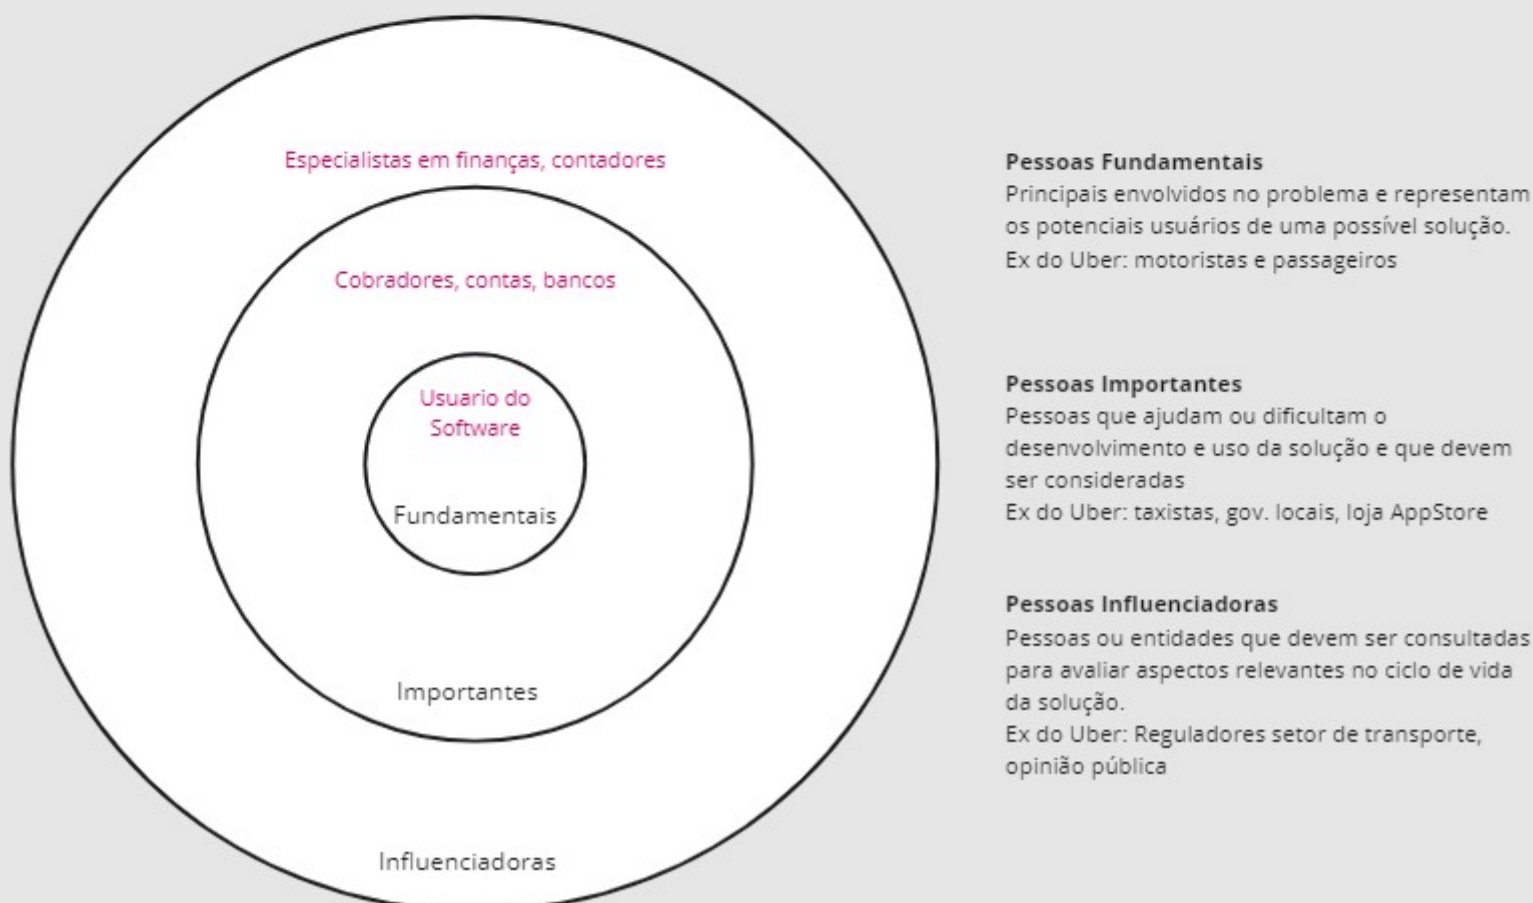 Especialistas em finanças, contadores
Cobradores, contas, bancos
Usuario do
Software
Fundamentais
Importantes
Influenciadoras
Pessoas Fundamentais
Principais envolvidos no problema e representam
os potenciais usuários de uma possível solução.
Ex do Uber: motoristas e passageiros
Pessoas Importantes
Pessoas que ajudam ou dificultam o
desenvolvimento e uso da solução e que devem
ser consideradas
Ex do Uber: taxistas, gov. locais, loja AppStore
Pessoas Influenciadoras
Pessoas ou entidades que devem ser consultadas
para avaliar aspectos relevantes no ciclo de vida
da solução.
Ex do Uber: Reguladores setor de transporte,
opinião pública